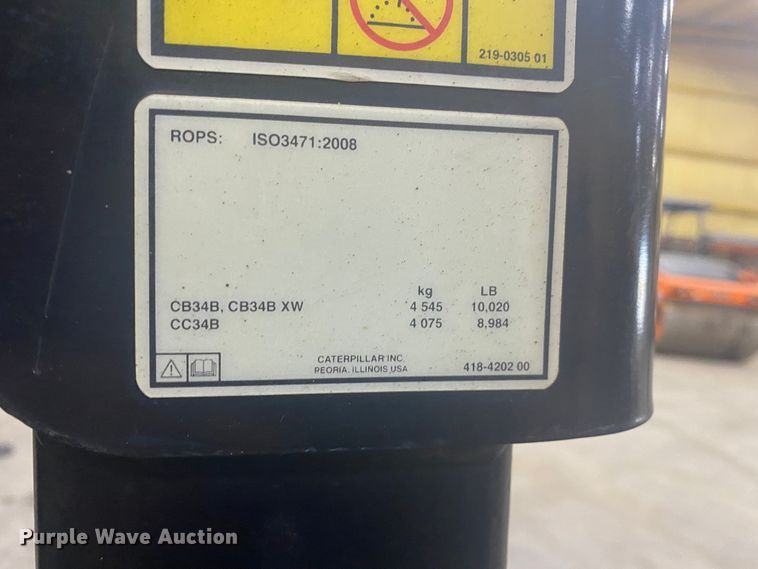 219-0305 01
ROPS: ISO3471:2008
kg LB
CB34B, CB34B XW 4 545 10,020
CC34B 4 075 8,984
CATERPILLAR INC.
PEORIA, ILLINOIS USA
418-4202 00
Purple Wave Auction